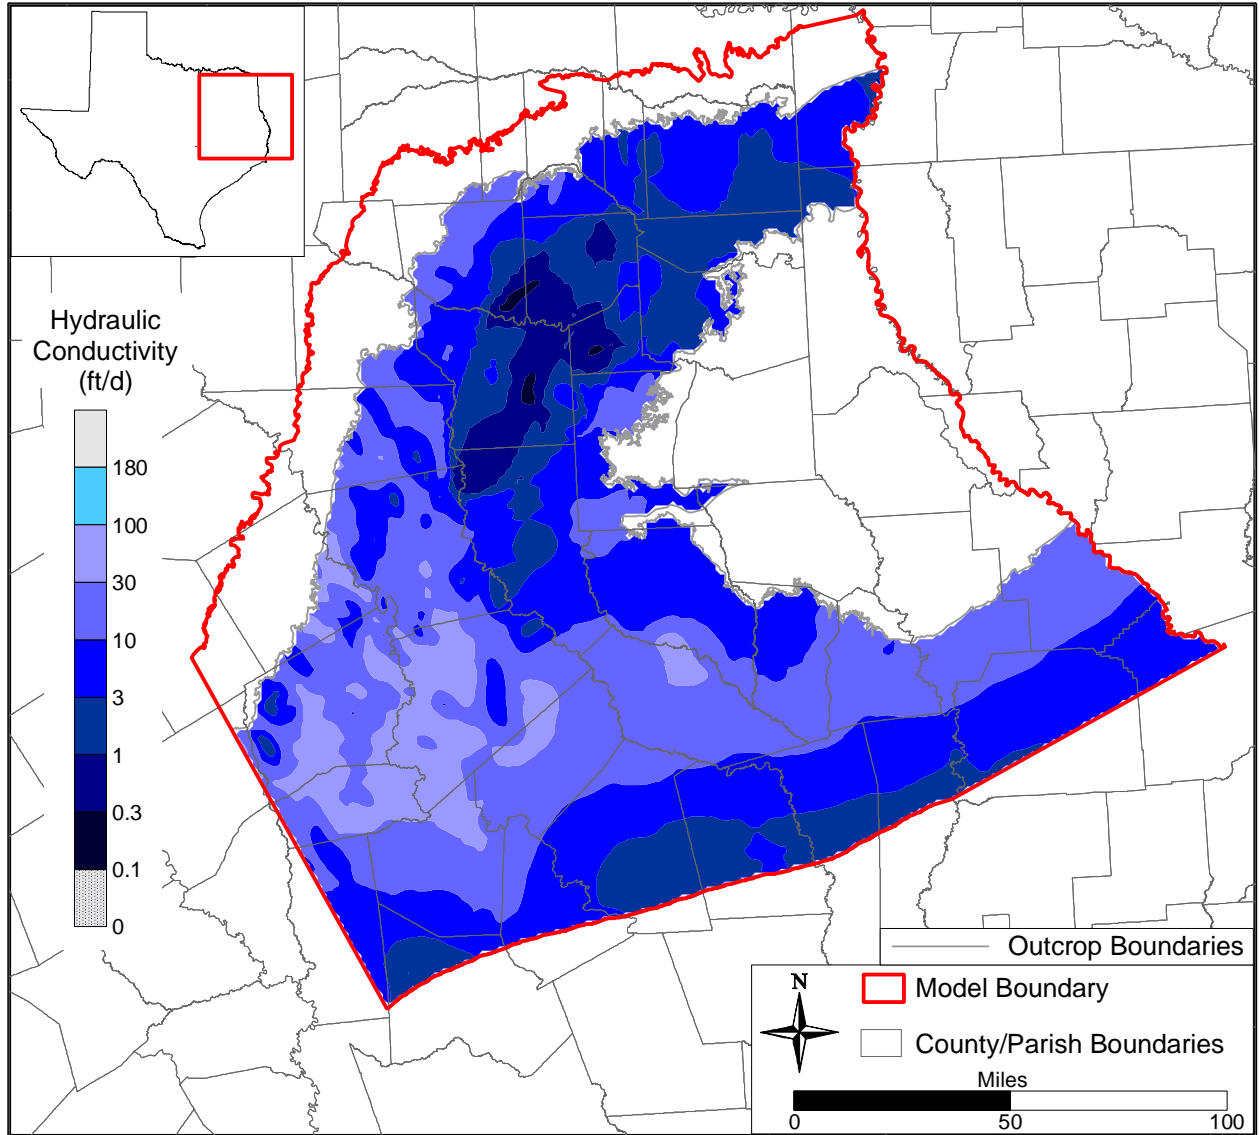 Hydraulic
Conductivity
(ft/d)
180
100
30
10
3
1
0.3
0.1
0
Outcrop Boundaries
N
Model Boundary
County/Parish Boundaries
Miles
0 50 100